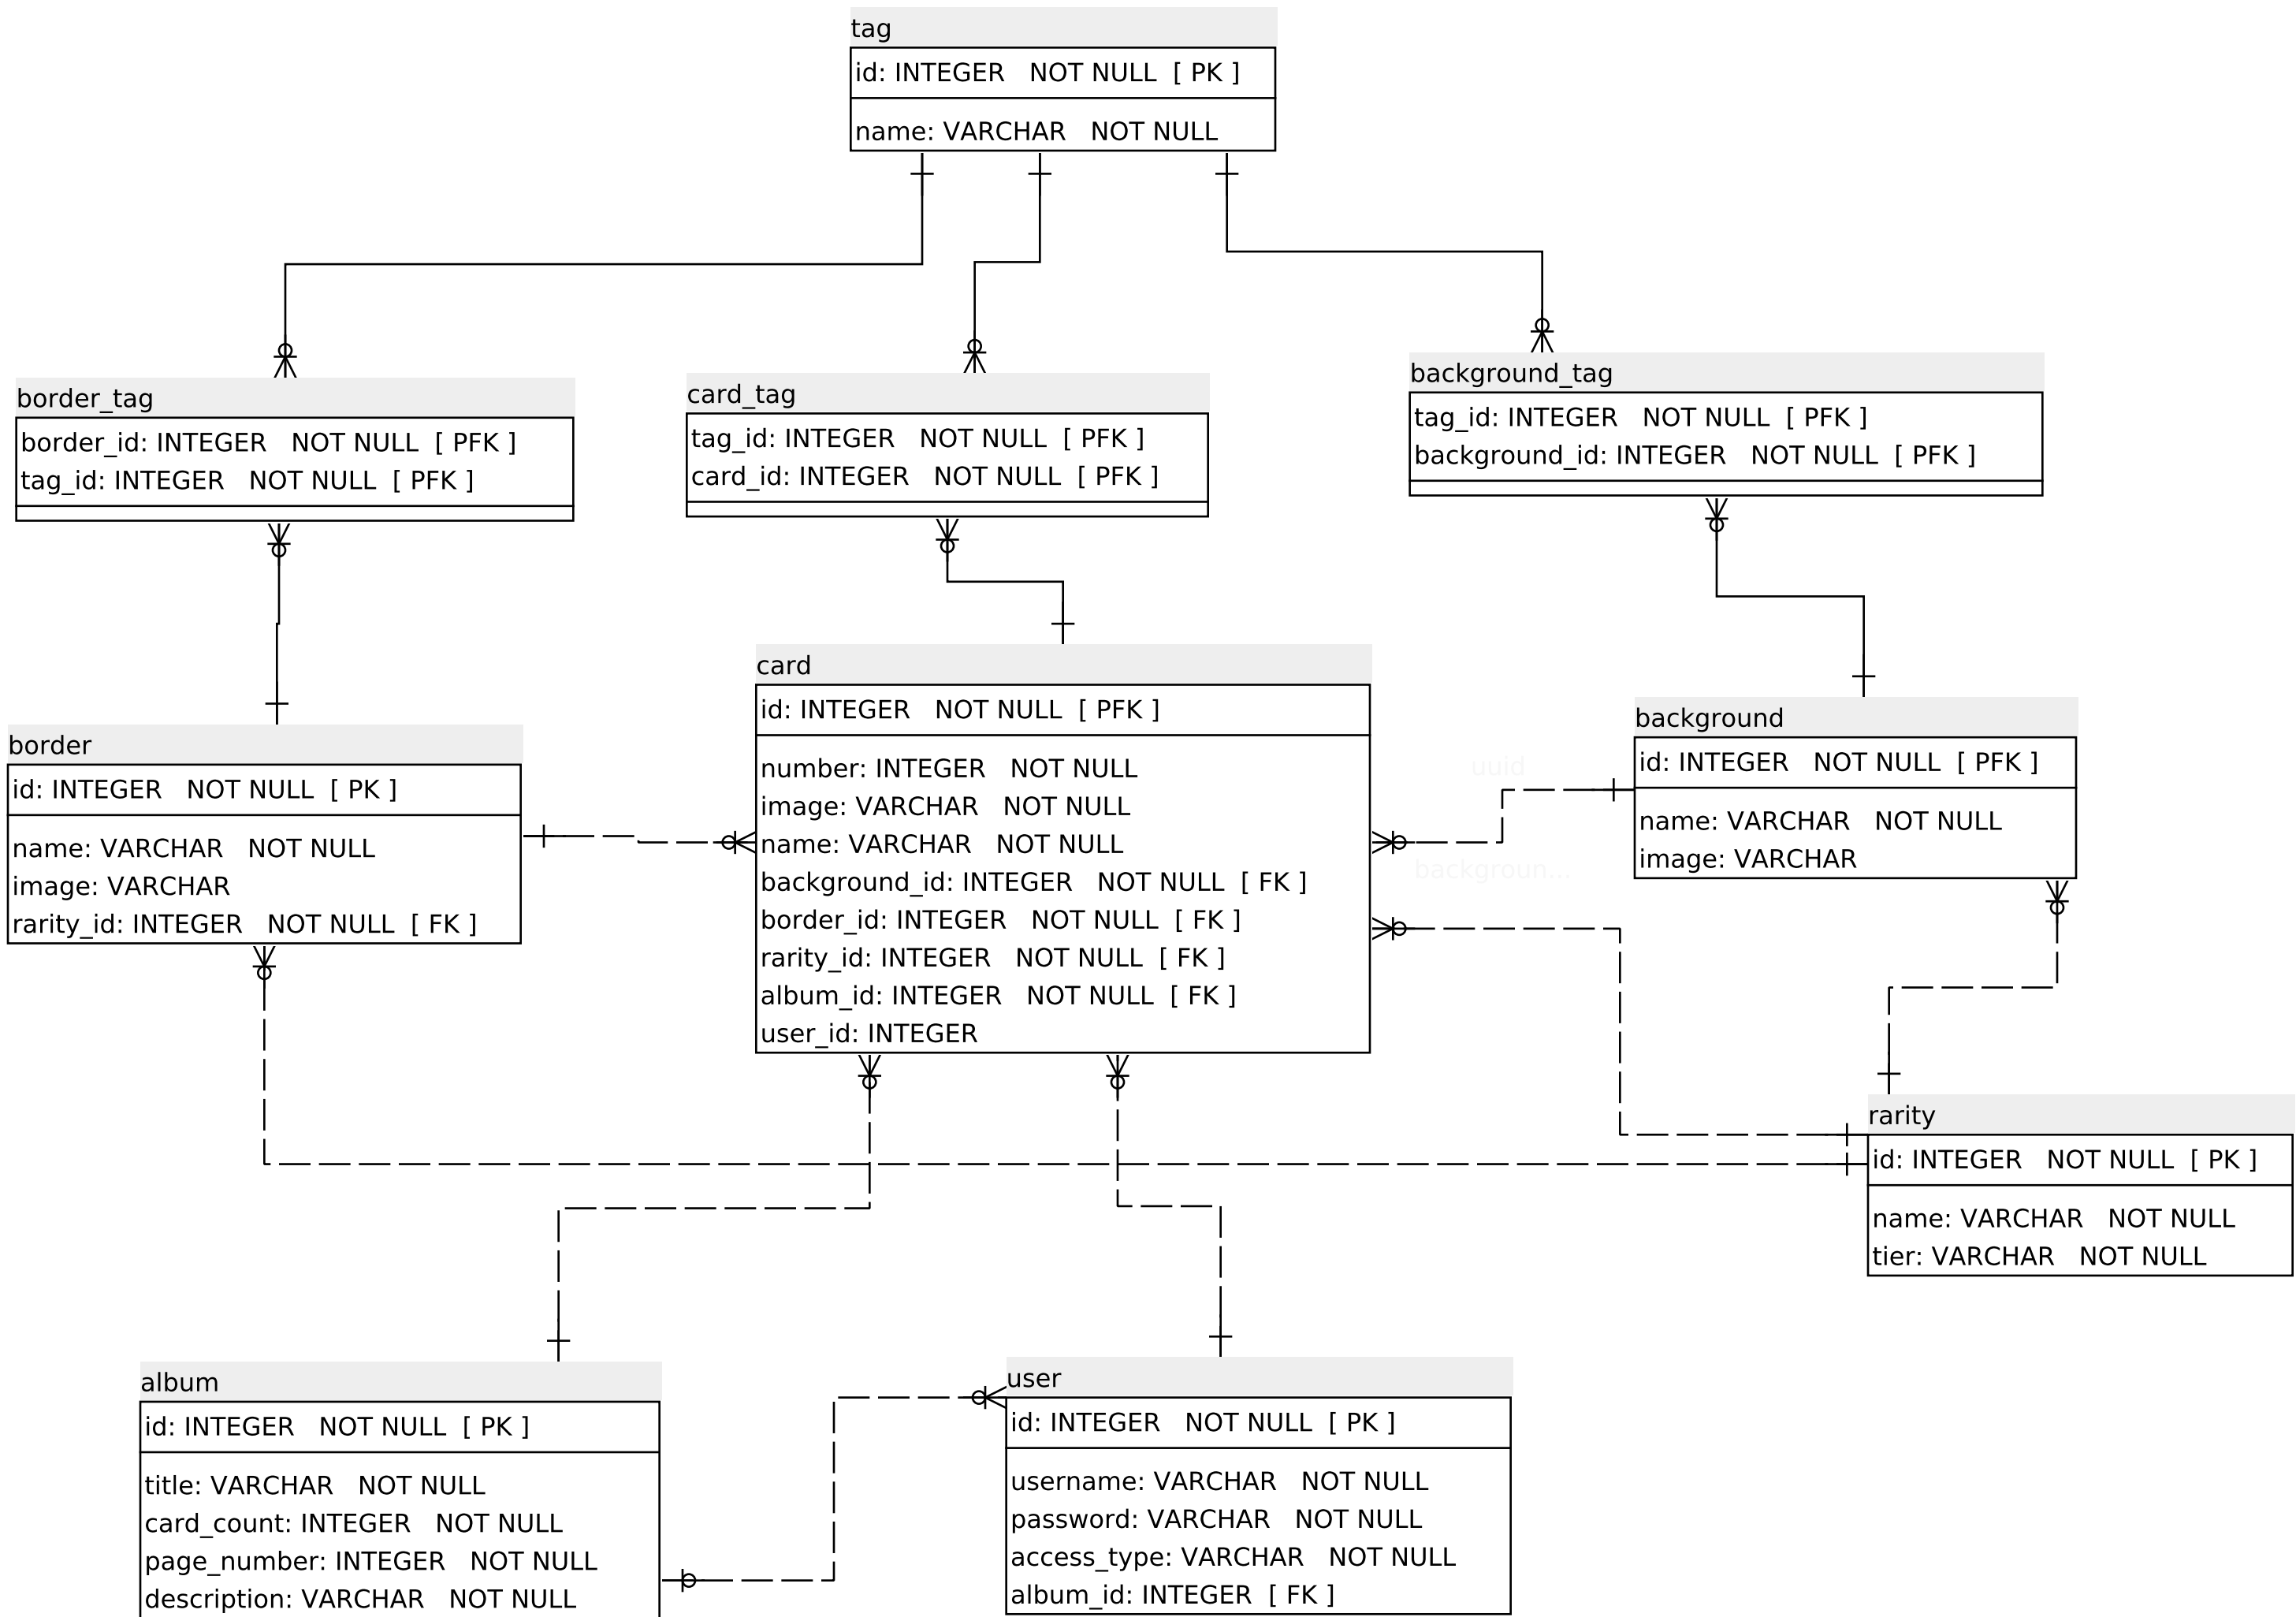 tag
id: INTEGER   NOT NULL  [ PK ]
name: VARCHAR   NOT NULL
border_tag
border_id: INTEGER   NOT NULL  [ PFK ]
tag_id: INTEGER   NOT NULL  [ PFK ]
card_tag
tag_id: INTEGER   NOT NULL  [ PFK ]
card_id: INTEGER   NOT NULL  [ PFK ]
background_tag
tag_id: INTEGER   NOT NULL  [ PFK ]
background_id: INTEGER   NOT NULL  [ PFK ]
border
id: INTEGER   NOT NULL  [ PK ]
name: VARCHAR   NOT NULL
image: VARCHAR
rarity_id: INTEGER   NOT NULL  [ FK ]
card
id: INTEGER   NOT NULL  [ PFK ]
number: INTEGER   NOT NULL
image: VARCHAR   NOT NULL
name: VARCHAR   NOT NULL
background_id: INTEGER   NOT NULL  [ FK ]
border_id: INTEGER   NOT NULL  [ FK ]
rarity_id: INTEGER   NOT NULL  [ FK ]
album_id: INTEGER   NOT NULL  [ FK ]
user_id: INTEGER
uuid
backgroun...
background
id: INTEGER   NOT NULL  [ PFK ]
name: VARCHAR   NOT NULL
image: VARCHAR
rarity
id: INTEGER   NOT NULL  [ PK ]
name: VARCHAR   NOT NULL
tier: VARCHAR   NOT NULL
album
id: INTEGER   NOT NULL  [ PK ]
title: VARCHAR   NOT NULL
card_count: INTEGER   NOT NULL
page_number: INTEGER   NOT NULL
description: VARCHAR   NOT NULL
user
id: INTEGER   NOT NULL  [ PK ]
username: VARCHAR   NOT NULL
password: VARCHAR   NOT NULL
access_type: VARCHAR   NOT NULL
album_id: INTEGER  [ FK ]